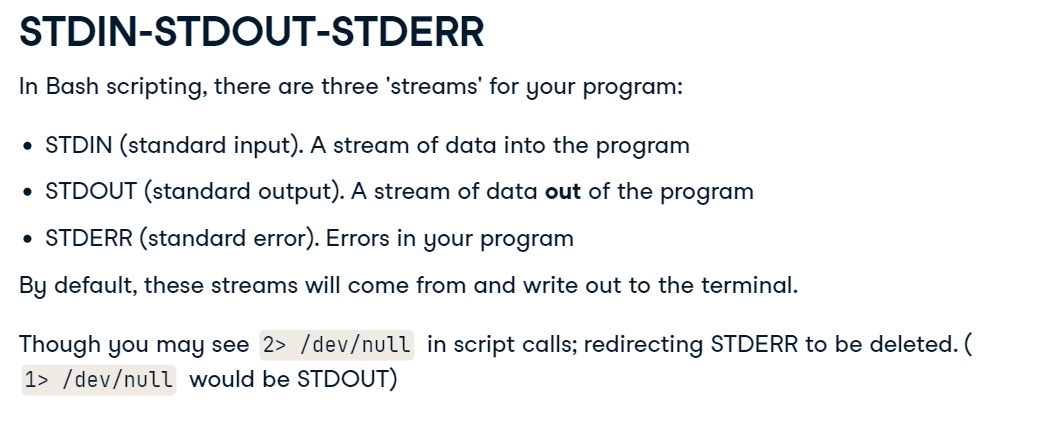 STDIN-STDOUT-STDERR
In Bash scripting, there are three 'streams' for your program:
• STDIN (standard input). A stream of data into the program
• STDOUT (standard output). A stream of data out of the program
• STDERR (standard error). Errors in your program
By default, these streams will come from and write out to the terminal.
Though you may see 2> /dev/null in script calls; redirecting STDERR to be deleted. (
1> /dev/null would be STDOUT)